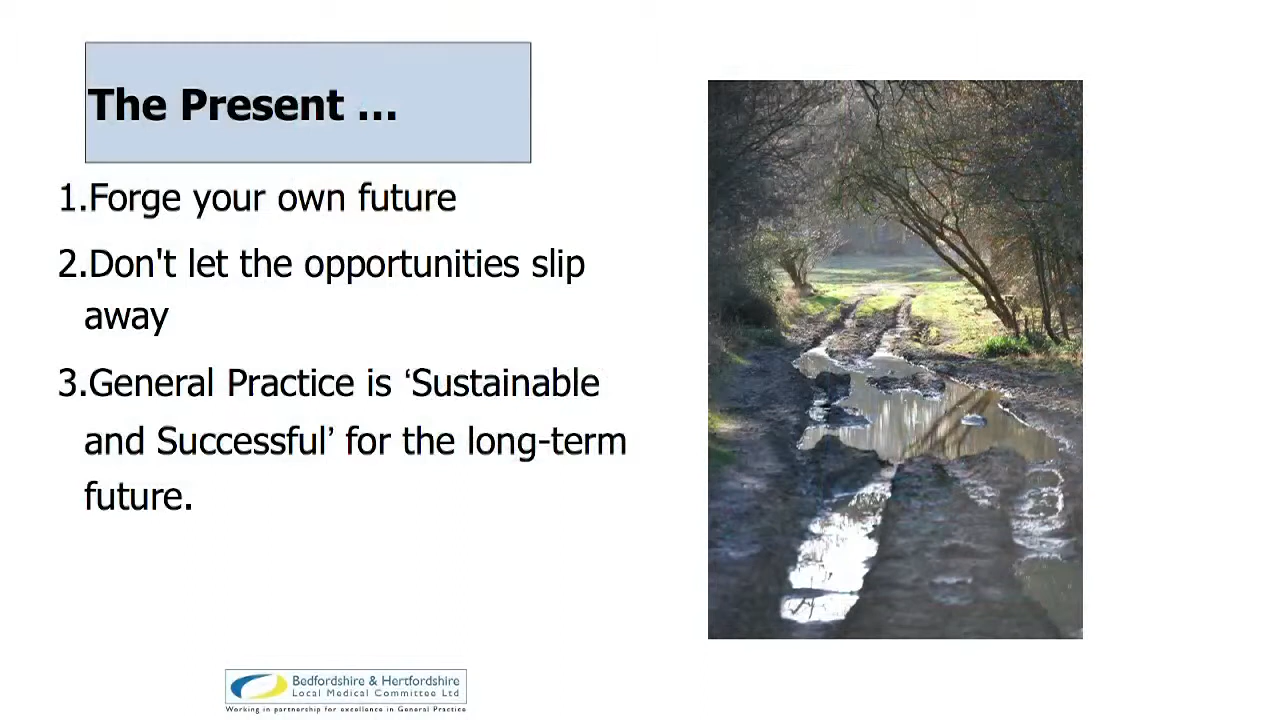 The Present ...
1.Forge your own future
2.Don't let the opportunities slip
away
3.General Practice is ‘Sustainable
and Successful’ for the long-term
future.
Bedfordshire & Hertfordshire
Local Medical Committee Ltd
Working in partnership for excellence in General Practice